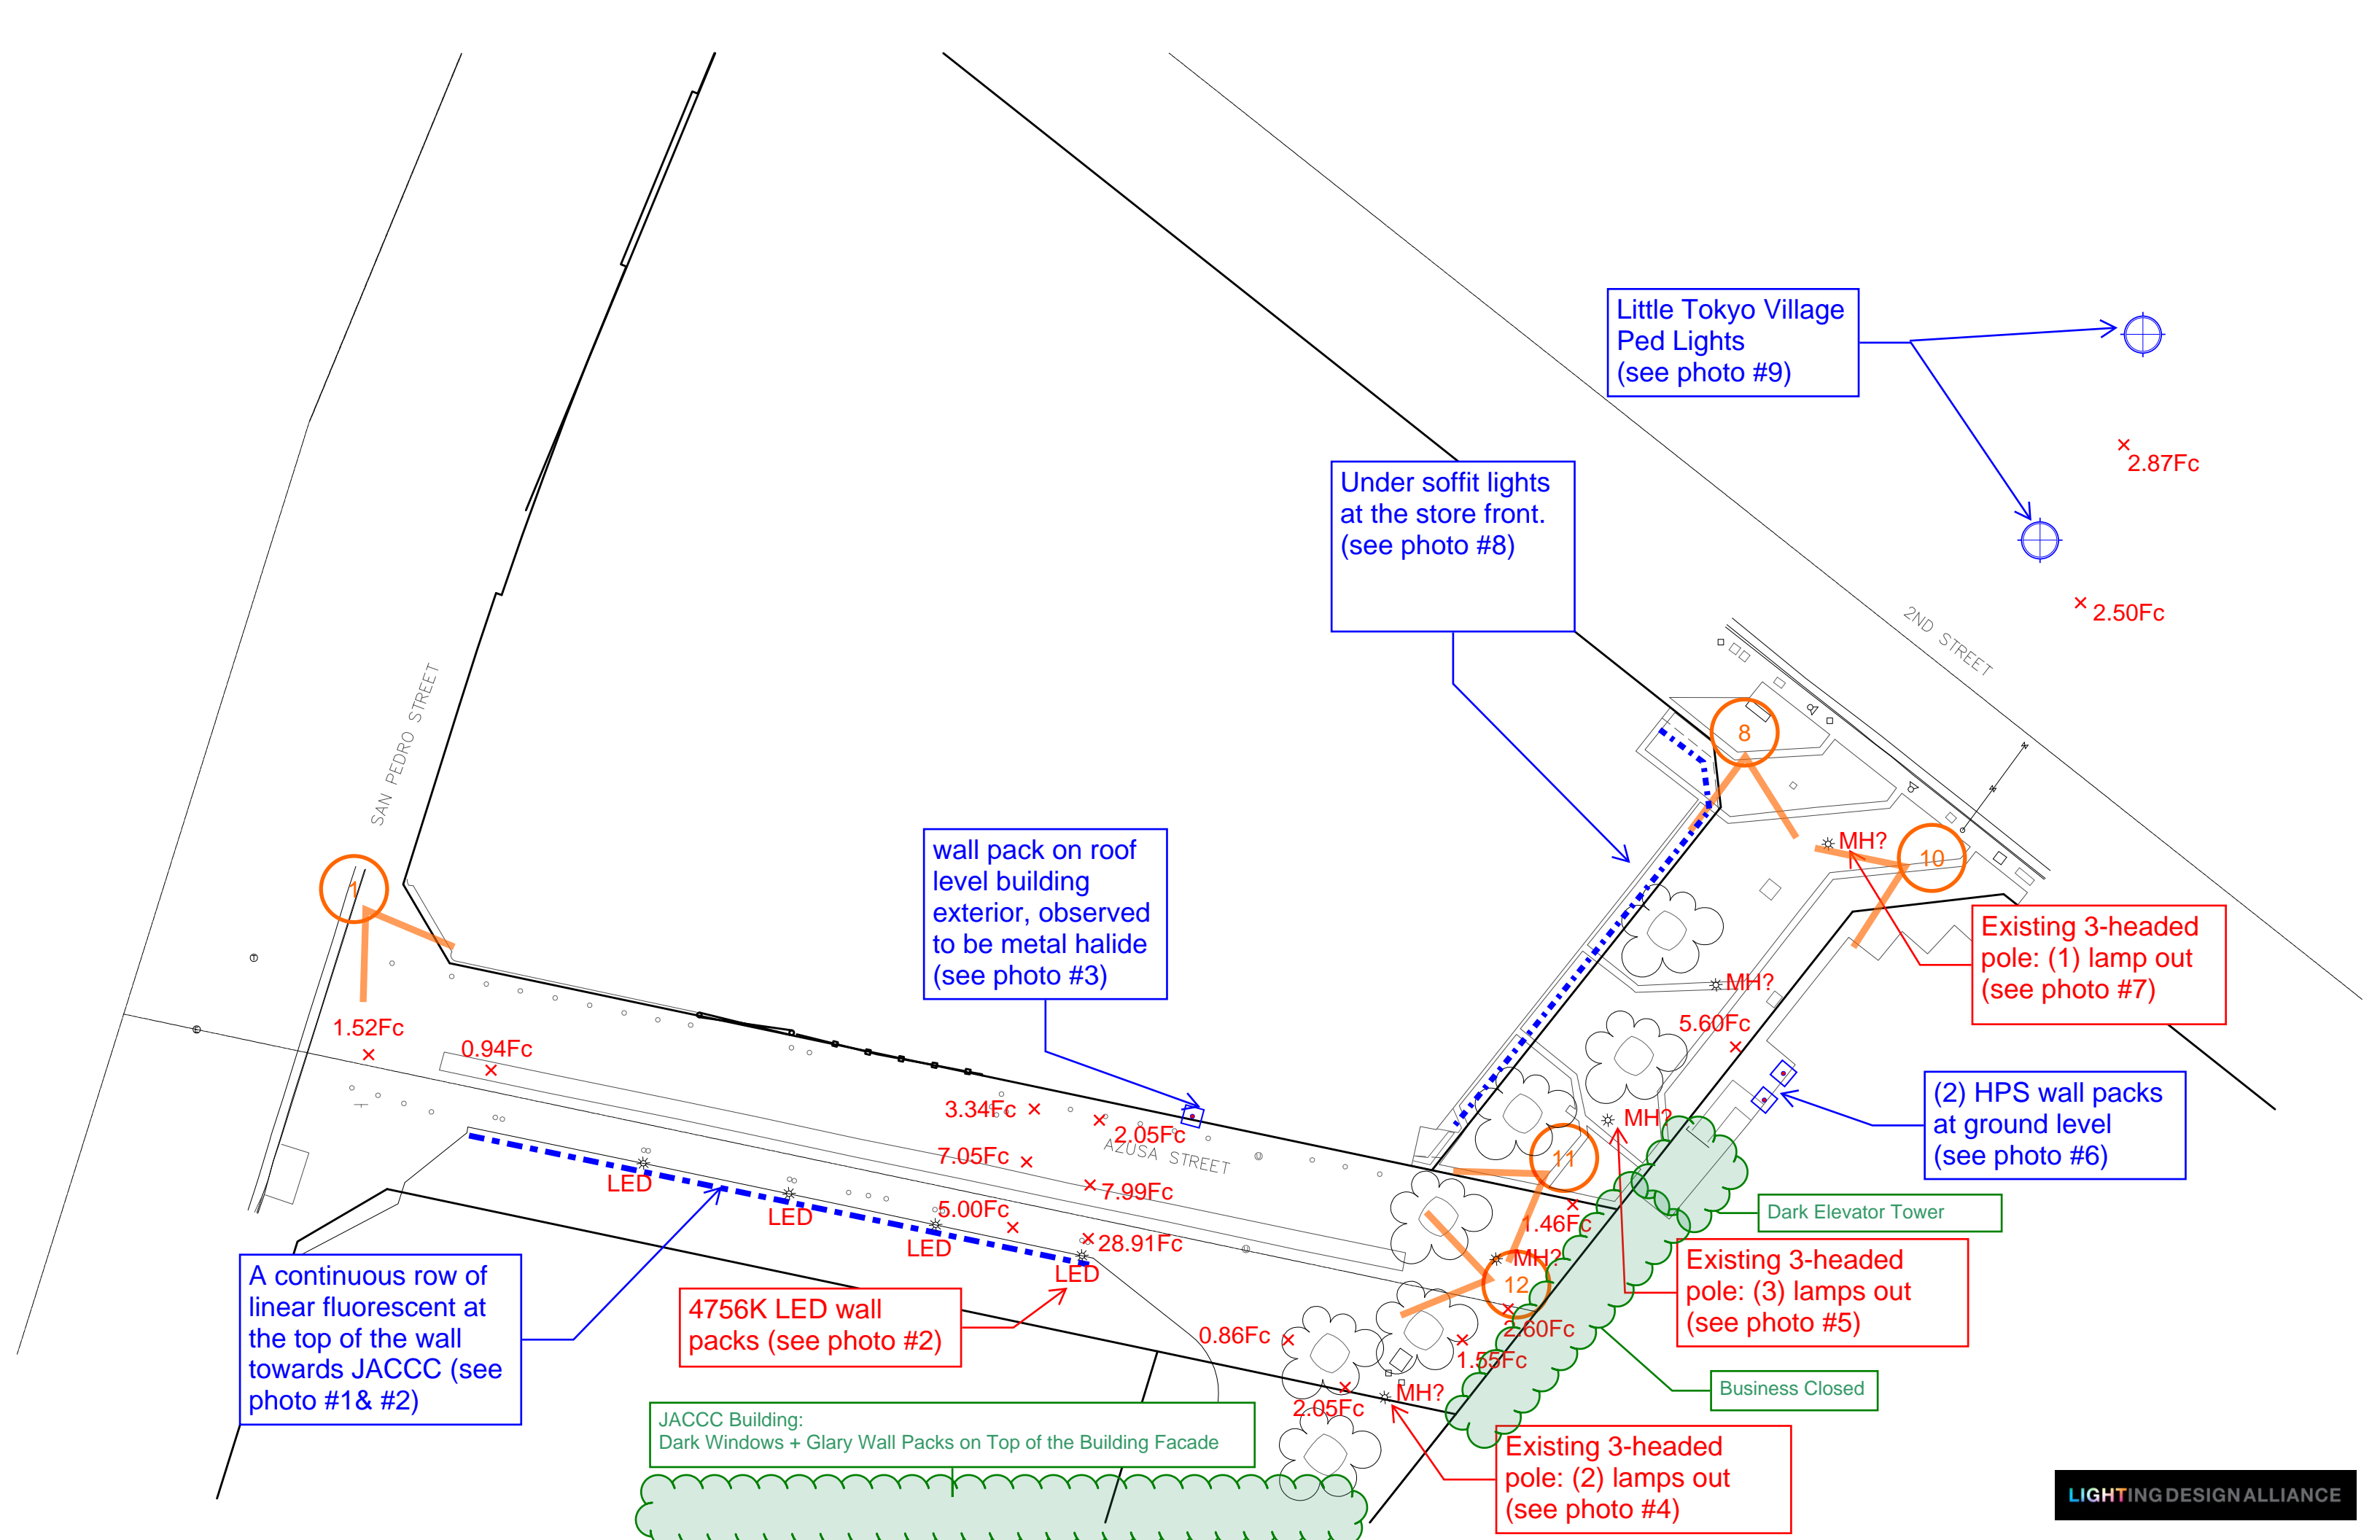 Little Tokyo Village
Ped Lights
(see photo #9)
2.87Fc
Under soffit lights
at the store front.
(see photo #8)
2.50Fc
2ND STREET
SAN PEDRO STREET
8
MH?
10
1
wall pack on roof
level building
exterior, observed
to be metal halide
(see photo #3)
Existing 3-headed
pole: (1) lamp out
(see photo #7)
MH?
5.60Fc
1.52Fc
0.94Fc
3.34Fc
2.05Fc
AZUSA STREET
MH?
(2) HPS wall packs
at ground level
(see photo #6)
7.05Fc
11
LED
7.99Fc
LED
5.00Fc
1.46Fc
Dark Elevator Tower
LED
28.91Fc
MH?
LED
12
Existing 3-headed
pole: (3) lamps out
(see photo #5)
A continuous row of
linear fluorescent at
the top of the wall
towards JACCC (see
photo #1& #2)
4756K LED wall
packs (see photo #2)
0.86Fc
2.60Fc
1.55Fc
Business Closed
MH?
2.05Fc
JACCC Building:
Dark Windows + Glary Wall Packs on Top of the Building Facade
Existing 3-headed
pole: (2) lamps out
(see photo #4)
LIGHTINGDESIGNALLIANCE